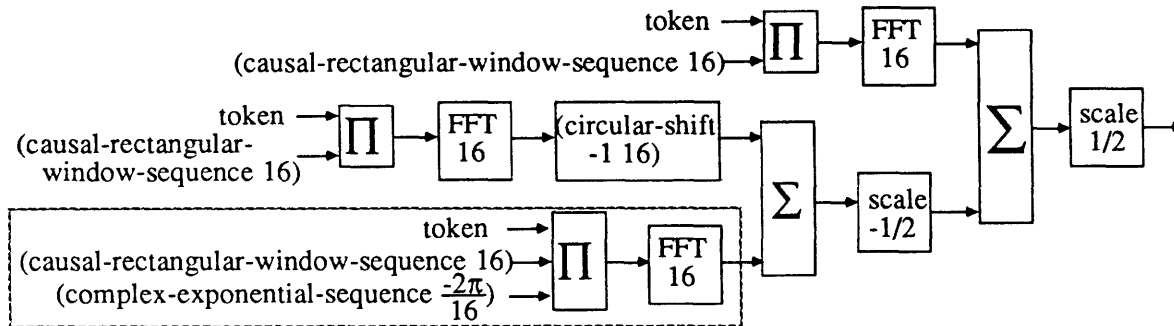 token
(causal-rectangular-window-sequence 16)
Π
FFT
16
Σ
scale
1/2
token
(causal-rectangular-
window-sequence 16)
Π
FFT
16
(circular-shift
-1 16)
Σ
scale
-1/2
token
(causal-rectangular-window-sequence 16)
(complex-exponential-sequence -2π/16)
Π
FFT
16